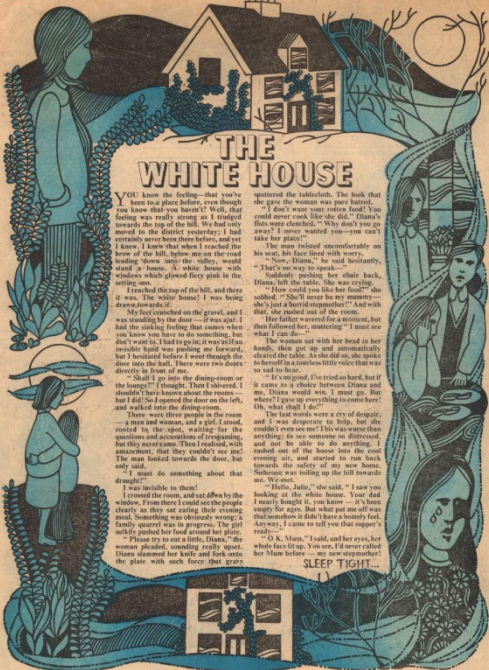 THE
WHITE HOUSE
YOU know the feeling—that you've
been to a place before, even though
you know that you haven't? Well, that
feeling was really strong as I trudged
towards the top of the hill. We had only
moved to the district yesterday; I had
certainly never been there before, and yet
I knew. I knew that when I reached the
brow of the hill, below me on the road
leading down into the valley, would
stand a house. A white house with
windows which glowed fiery pink in the
setting sun.
I reached the top of the hill, and there
it was. The white house! I was being
drawn towards it.
My feet crunched on the gravel, and I
was standing by the door — it was ajar. I
had the sinking feeling that comes when
you know you have to do something, but
don't want to. I had to go in; it was as if an
invisible hand was pushing me forward,
but I hesitated before I went through the
door into the hall. There were two doors
directly in front of me.
"Shall I go into the dining-room or
the lounge?" I thought. Then I shivered. I
shouldn't have known about the rooms —
but I did! So I opened the door on the left,
and walked into the dining-room.
There were three people in the room
— a man and woman, and a girl. I stood,
rooted to the spot, waiting for the
questions and accusations of trespassing,
but they never came. Then I realised, with
amazement, that they couldn't see me!
The man looked towards the door, but
only said,
"I must do something about that
draught!"
I was invisible to them!
I crossed the room, and sat down by the
window. From there I could see the people
clearly as they sat eating their evening
meal. Something was obviously wrong; a
family quarrel was in progress. The girl
sulkily pushed her food around her plate.
"Please try to eat a little, Diana," the
woman pleaded, sounding really upset.
Diana slammed her knife and fork onto
the plate with such force that gravy
spattered the tablecloth. The look that
she gave the woman was pure hatred.
"I don't want your rotten food! You
could never cook like she did," Diana's
fists were clenched. "Why don't you go
away? I never wanted you—you can't
take her place!"
The man twisted uncomfortably on
his seat, his face lined with worry.
"Now, Diana," he said hesitantly,
"That's no way to speak—"
Suddenly pushing her chair back,
Diana, left the table. She was crying.
"How could you like her food?" she
sobbed. "She'll never be my mummy—
she's just a horrid stepmother!" And with
that, she rushed out of the room.
Her father wavered for a moment, but
then followed her, muttering "I must see
what I can do—"
The woman sat with her head in her
hands, then got up and automatically
cleared the table. As she did so, she spoke
to herself in a toneless little voice that was
so sad to hear.
"It's no good, I've tried so hard, but if
it came to a choice between Diana and
me, Diana would win. I must go. But
where? I gave up everything to come here!
Oh, what shall I do?"
The last words were a cry of despair,
and I was desperate to help, but she
couldn't even see me! This was worse than
anything; to see someone so distressed,
and not be able to do anything. I
rushed out of the house into the cool
evening air, and started to run back
towards the safety of my new home.
Someone was toiling up the hill towards
me. We met.
"Hello, Julie," she said. "I saw you
looking at the white house. Your dad
and I nearly bought it, you know — it's been
empty for ages. But what put me off was
that somehow it didn't have a homely feel.
Anyway, I came to tell you that supper's
ready—"
"O K, Mum," I said, and her eyes, her
whole face lit up. You see, I'd never called
her Mum before — my new stepmother!
SLEEP TIGHT...